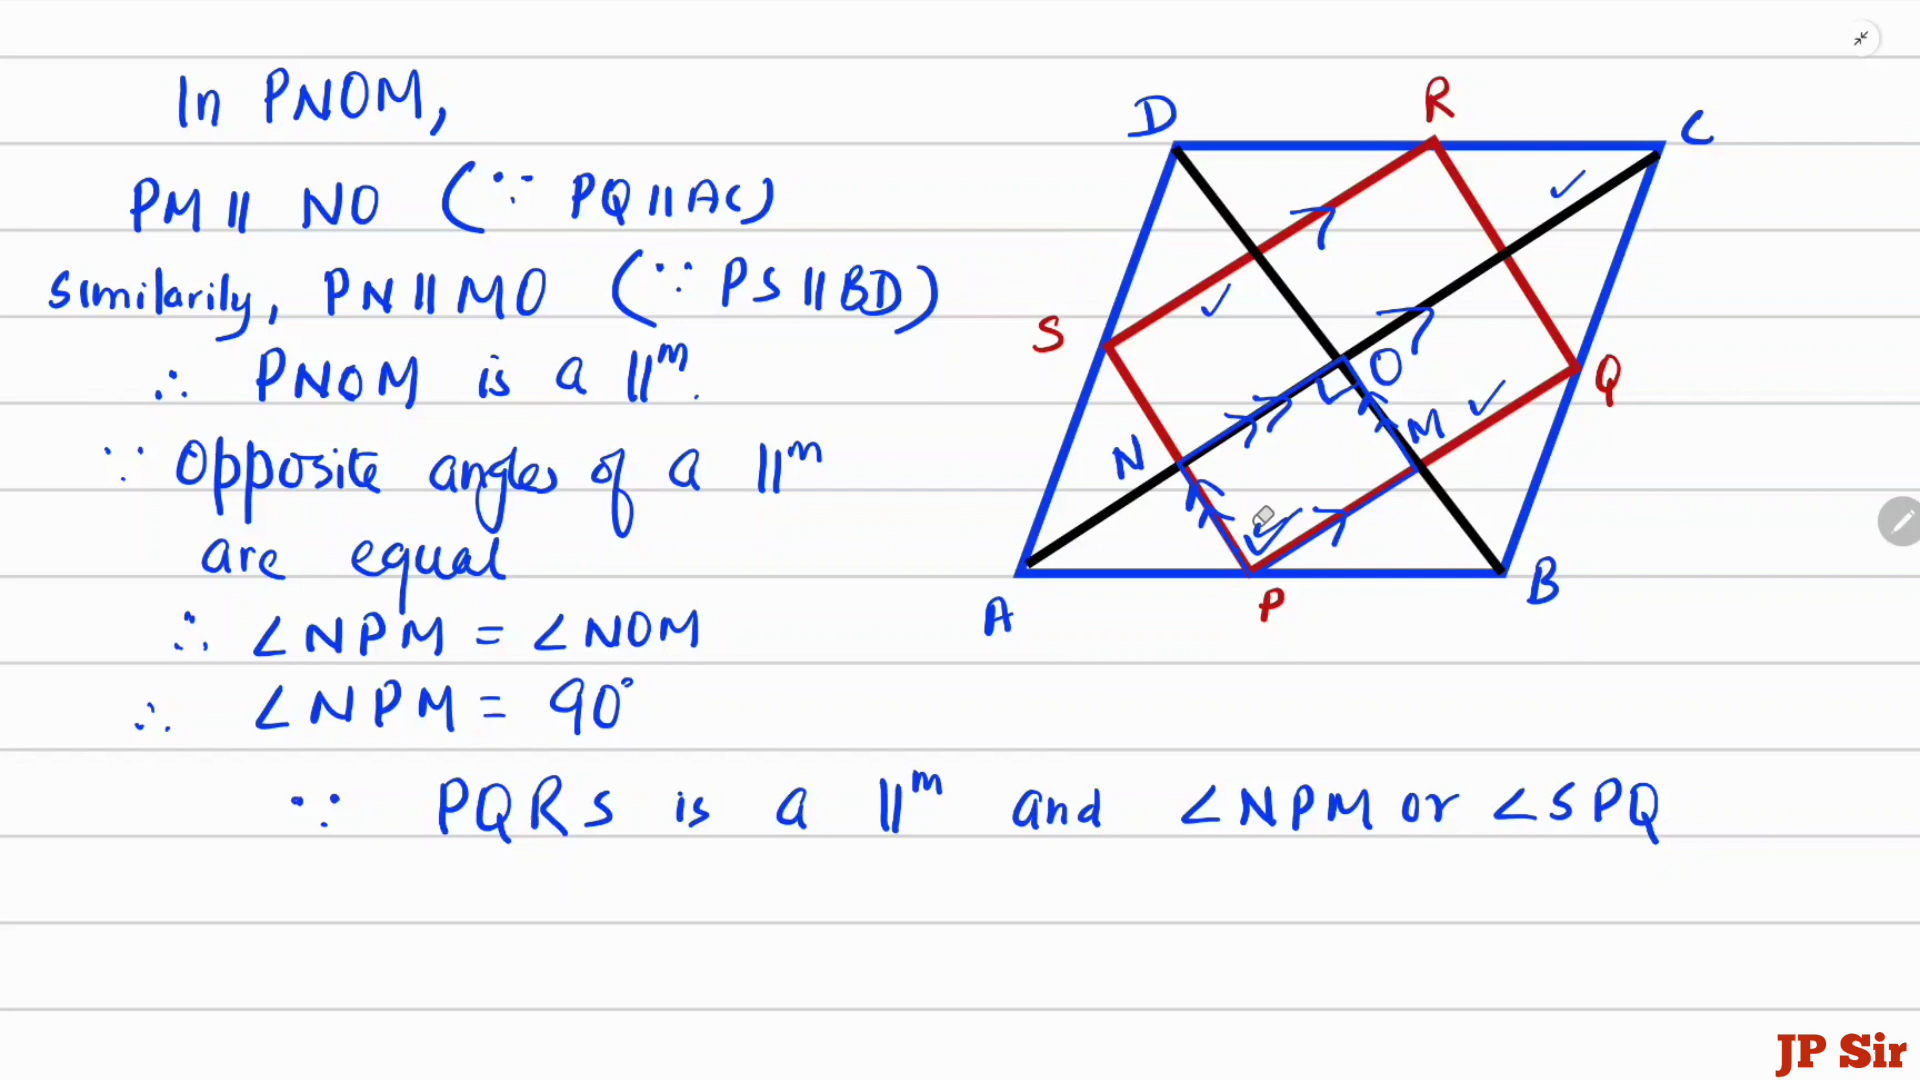 In PNOM,
PM || NO (∵ PQ || AC)
similarily, PN || MO (∵ PS || BD)
∴ PNOM is a ||ᵐ.
∵ Opposite angles of a ||ᵐ
are equal
∴ ∠NPM = ∠NOM
∴ ∠NPM = 90°
∵ PQRS is a ||ᵐ and ∠NPM or ∠SPQ
D
R
C
S
O
Q
N
M
A
P
B
JP Sir